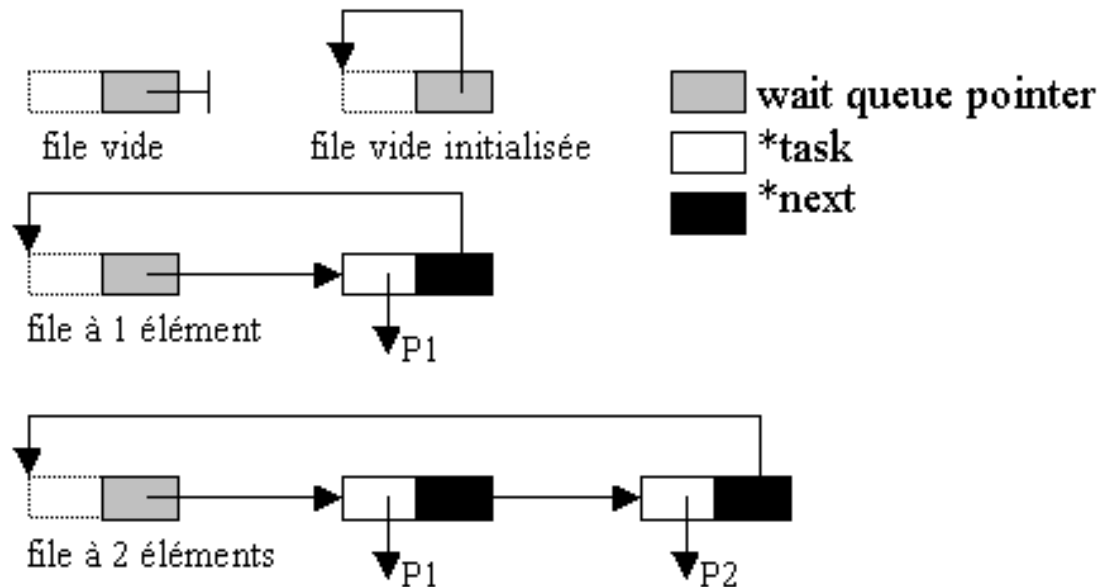 file vide
file vide initialisée
wait queue pointer
*task
*next
file à 1 élément
P1
file à 2 éléments
P1
P2